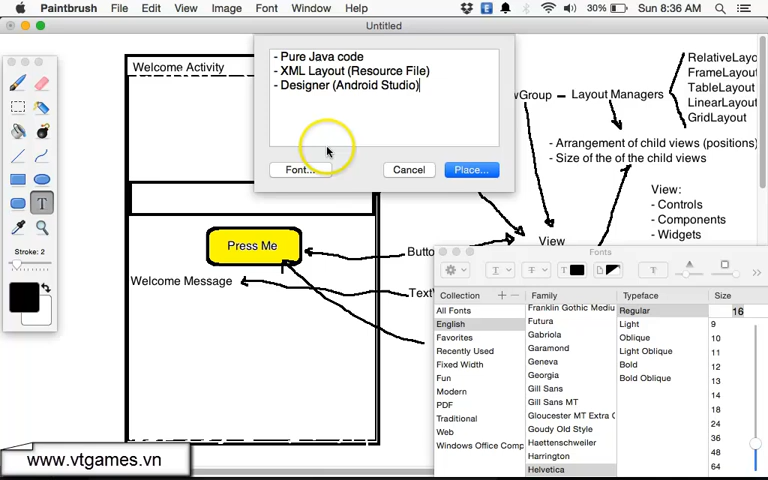 Paintbrush File Edit View Image Font Window Help 30% Sun 8:36 AM
Untitled
Welcome Activity
- Pure Java code
- XML Layout (Resource File)
- Designer (Android Studio)
Font... Cancel Place...
wGroup – Layout Managers
RelativeLayo
FrameLayout
TableLayout
LinearLayout
GridLayout
- Arrangement of child views (positions)
- Size of the of the child views
View:
- Controls
- Components
- Widgets
View
Press Me
Butto
Welcome Message
TextV
Stroke: 2
T
Fonts
T T T T
Collection Family Typeface Size
All Fonts
English
Favorites
Recently Used
Fixed Width
Fun
Modern
PDF
Traditional
Web
Windows Office Comp
Franklin Gothic Mediu
Futura
Gabriola
Garamond
Geneva
Georgia
Gill Sans
Gill Sans MT
Gloucester MT Extra C
Goudy Old Style
Haettenschweiler
Harrington
Helvetica
Regular
Light
Oblique
Light Oblique
Bold
Bold Oblique
16
9
10
11
12
13
14
18
24
36
48
64
www.vtgames.vn